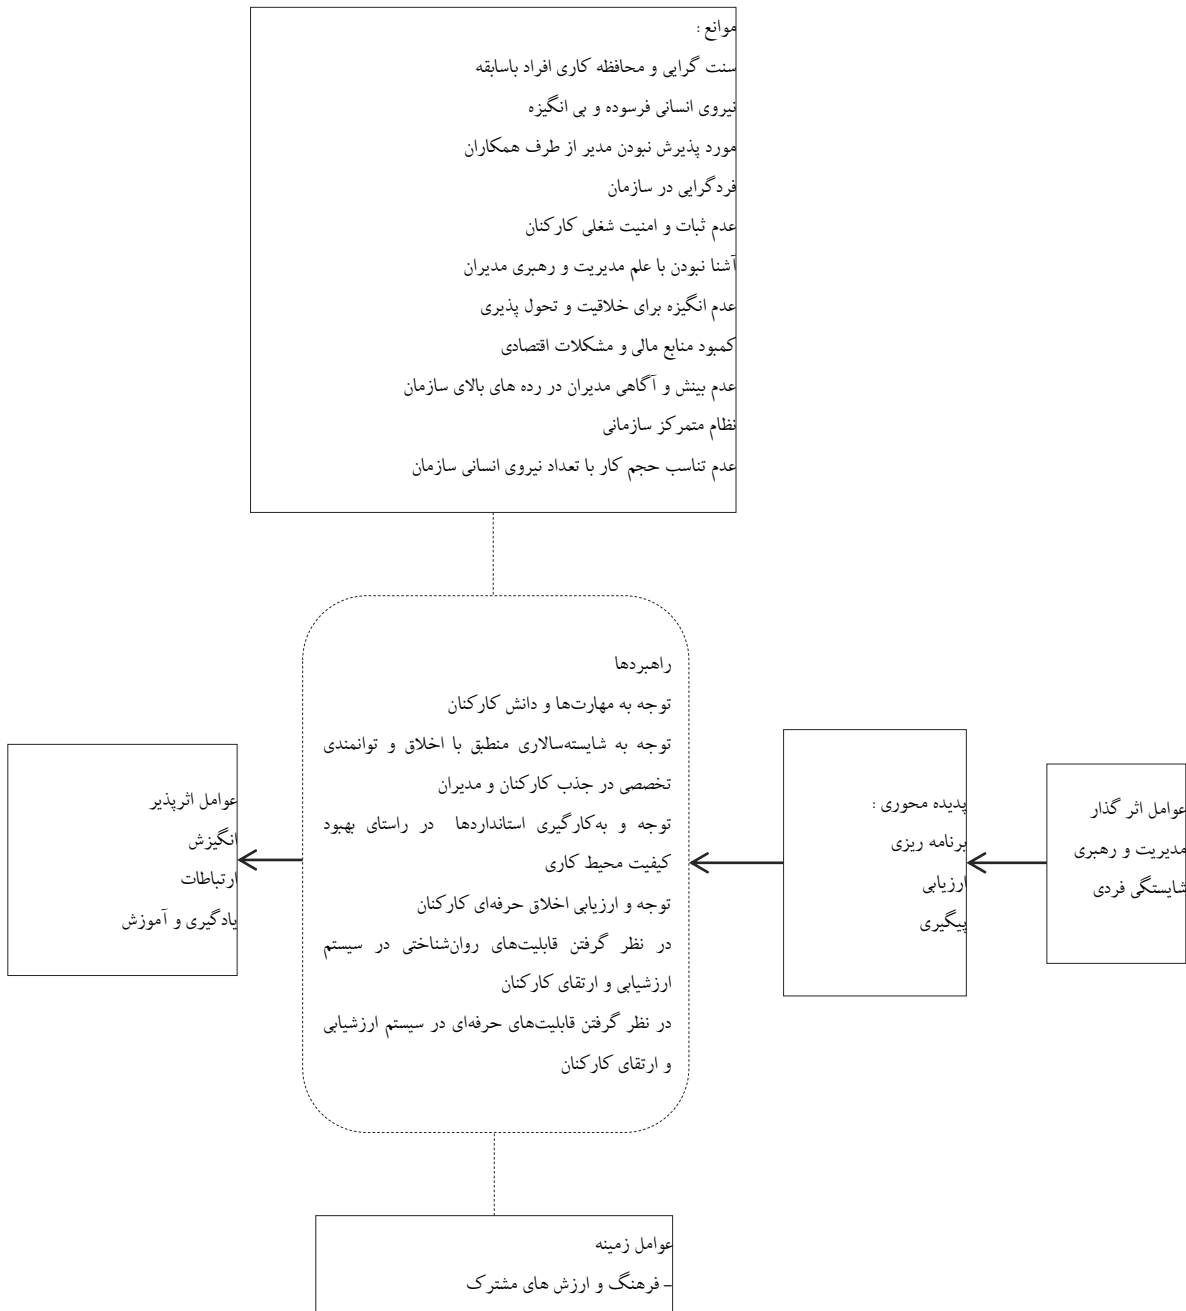 موانع :
سنت گرایی و محافظه کاری افراد باسابقه
نیروی انسانی فرسوده و بی انگیزه
مورد پذیرش نبودن مدیر از طرف همکاران
فردگرایی در سازمان
عدم ثبات و امنیت شغلی کارکنان
آشنا نبودن با علم مدیریت و رهبری مدیران
عدم انگیزه برای خلاقیت و تحول پذیری
کمبود منابع مالی و مشکلات اقتصادی
عدم بینش و آگاهی مدیران در رده های بالای سازمان
نظام متمرکز سازمانی
عدم تناسب حجم کار با تعداد نیروی انسانی سازمان
عوامل اثر گذار
مدیریت و رهبری
شایستگی فردی
پدیده محوری :
برنامه ریزی
ارزیابی
پیگیری
راهبردها
توجه به مهارت‌ها و دانش کارکنان
توجه به شایسته‌سالاری منطبق با اخلاق و توانمندی
تخصصی در جذب کارکنان و مدیران
توجه و به‌کارگیری استانداردها در راستای بهبود
کیفیت محیط کاری
توجه و ارزیابی اخلاق حرفه‌ای کارکنان
در نظر گرفتن قابلیت‌های روان‌شناختی در سیستم
ارزشیابی و ارتقای کارکنان
در نظر گرفتن قابلیت‌های حرفه‌ای در سیستم ارزشیابی
و ارتقای کارکنان
عوامل اثرپذیر
انگیزش
ارتباطات
یادگیری و آموزش
عوامل زمینه
- فرهنگ و ارزش های مشترک